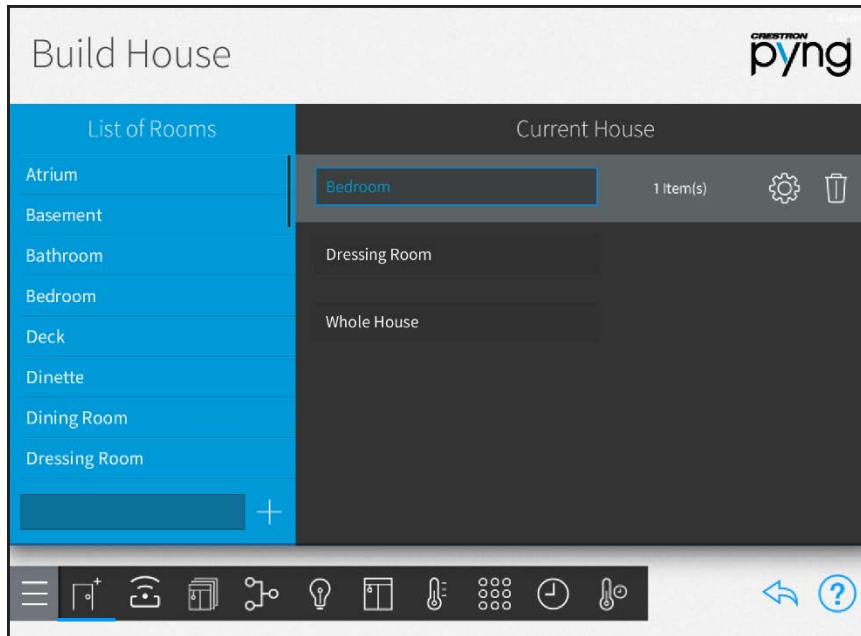 Build House
CRESTRON
pyng
List of Rooms
Current House
Atrium
Basement
Bathroom
Bedroom
Deck
Dinette
Dining Room
Dressing Room
Bedroom
1 Item(s)
Dressing Room
Whole House
?